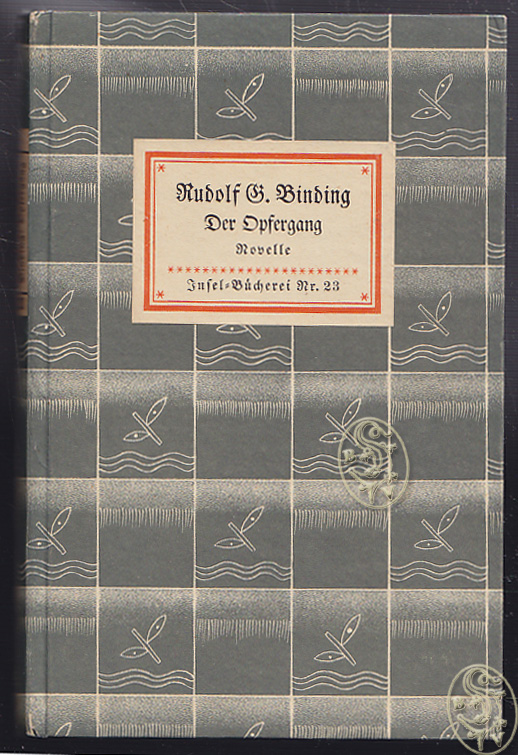 Rudolf G. Binding
Der Opfergang
Novelle
Insel-Bücherei Nr. 23